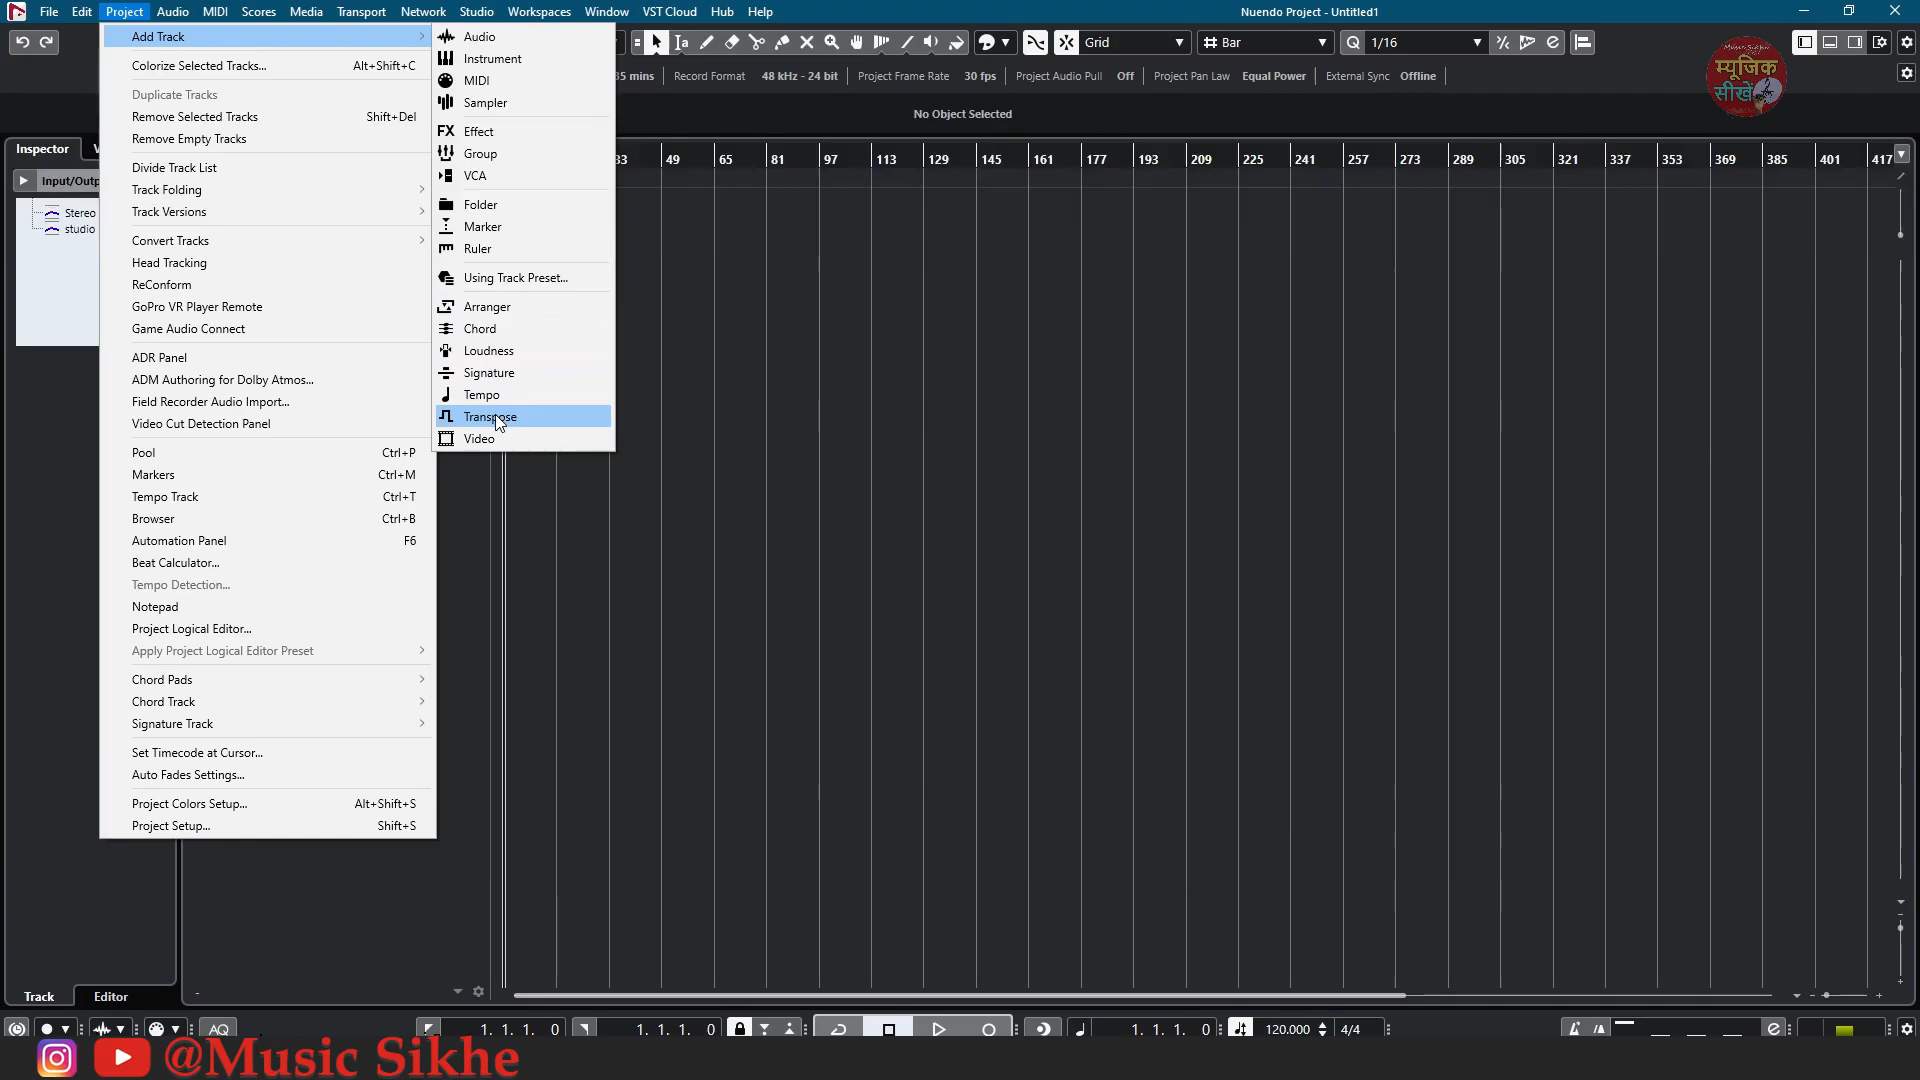 File Edit Project Audio MIDI Scores Media Transport Network Studio Workspaces Window VST Cloud Hub Help
Nuendo Project - Untitled1
Grid
Bar
1/16
35 mins
Record Format 48 kHz - 24 bit
Project Frame Rate 30 fps
Project Audio Pull Off
Project Pan Law Equal Power
External Sync Offline
म्यूजिक
सीखें
No Object Selected
Inspector
V
Input/Outp
Stereo
studio
33 49 65 81 97 113 129 145 161 177 193 209 225 241 257 273 289 305 321 337 353 369 385 401 417
Add Track
Colorize Selected Tracks... Alt+Shift+C
Duplicate Tracks
Remove Selected Tracks Shift+Del
Remove Empty Tracks
Divide Track List
Track Folding
Track Versions
Convert Tracks
Head Tracking
ReConform
GoPro VR Player Remote
Game Audio Connect
ADR Panel
ADM Authoring for Dolby Atmos...
Field Recorder Audio Import...
Video Cut Detection Panel
Pool Ctrl+P
Markers Ctrl+M
Tempo Track Ctrl+T
Browser Ctrl+B
Automation Panel F6
Beat Calculator...
Tempo Detection...
Notepad
Project Logical Editor...
Apply Project Logical Editor Preset
Chord Pads
Chord Track
Signature Track
Set Timecode at Cursor...
Auto Fades Settings...
Project Colors Setup... Alt+Shift+S
Project Setup... Shift+S
Audio
Instrument
MIDI
Sampler
FX Effect
Group
VCA
Folder
Marker
Ruler
Using Track Preset...
Arranger
Chord
Loudness
Signature
Tempo
Transpose
Video
Track Editor
AQ
1. 1. 1. 0
1. 1. 1. 0
1. 1. 1. 0
120.000
4/4
@Music Sikhe